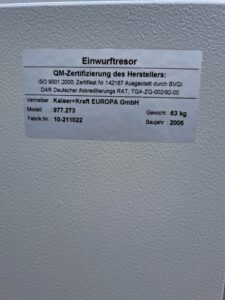 Einwurftresor
QM-Zertifizierung des Herstellers:
ISO 9001:2000, Zertifikat Nr.142167 Ausgestellt durch BVQI
DAR Deutscher Akkreditierungs RAT; TGA-ZQ-002/92-00
Vertreiber: Kaiser+Kraft EUROPA GmbH
Modell: 977.273 Gewicht: 63 kg
Fabrik.Nr.: 10-211022 Baujahr: 2006